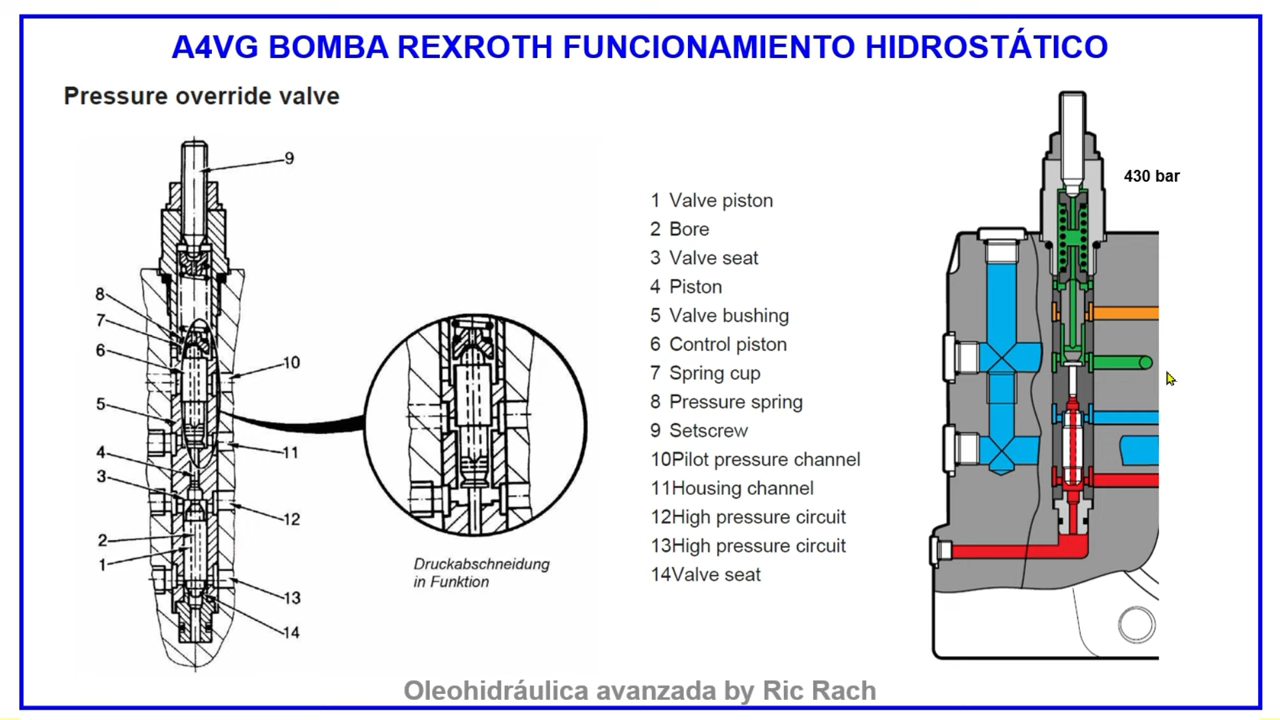 A4VG BOMBA REXROTH FUNCIONAMIENTO HIDROSTÁTICO
Pressure override valve
9
8
7
6
5
4
3
2
1
10
11
12
13
14
Druckabschneidung
in Funktion
1 Valve piston
2 Bore
3 Valve seat
4 Piston
5 Valve bushing
6 Control piston
7 Spring cup
8 Pressure spring
9 Setscrew
10Pilot pressure channel
11Housing channel
12High pressure circuit
13High pressure circuit
14Valve seat
430 bar
Oleohidráulica avanzada by Ric Rach